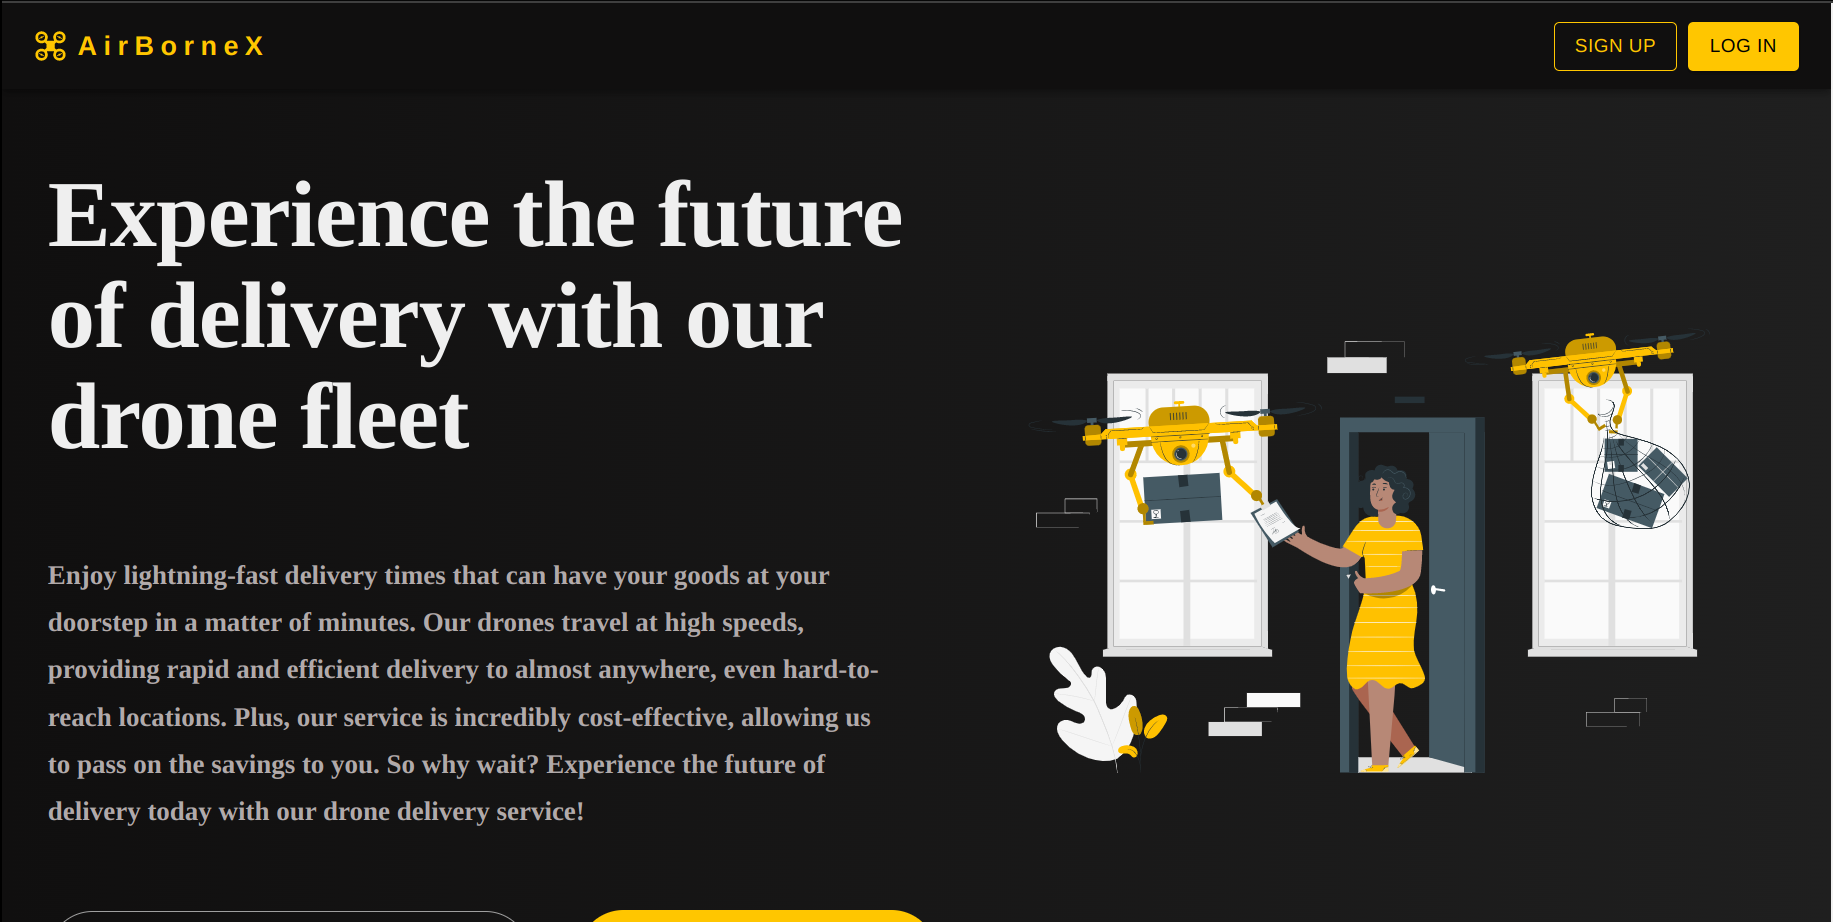 AirBorneX
SIGN UP
LOG IN
Experience the future
of delivery with our
drone fleet
Enjoy lightning-fast delivery times that can have your goods at your
doorstep in a matter of minutes. Our drones travel at high speeds,
providing rapid and efficient delivery to almost anywhere, even hard-to-
reach locations. Plus, our service is incredibly cost-effective, allowing us
to pass on the savings to you. So why wait? Experience the future of
delivery today with our drone delivery service!